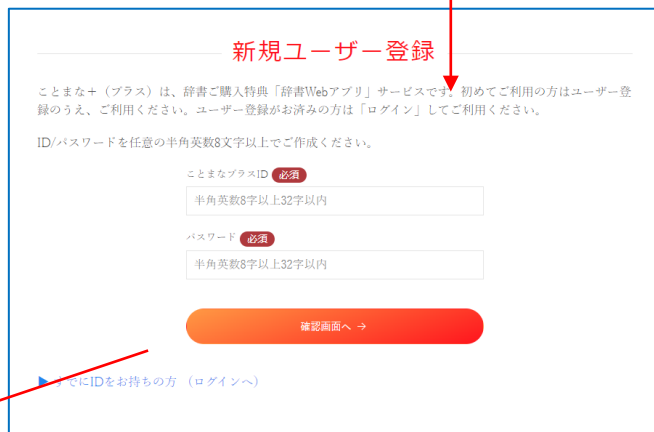 新規ユーザー登録
ことまな+（プラス）は、辞書ご購入特典「辞書Webアプリ」サービスです。初めてご利用の方はユーザー登
録のうえ、ご利用ください。ユーザー登録がお済みの方は「ログイン」してご利用ください。
ID/パスワードを任意の半角英数8文字以上でご作成ください。
ことまなプラスID 必須
半角英数8字以上32字以内
パスワード 必須
半角英数8字以上32字以内
確認画面へ →
▶ すでにIDをお持ちの方 （ログインへ）